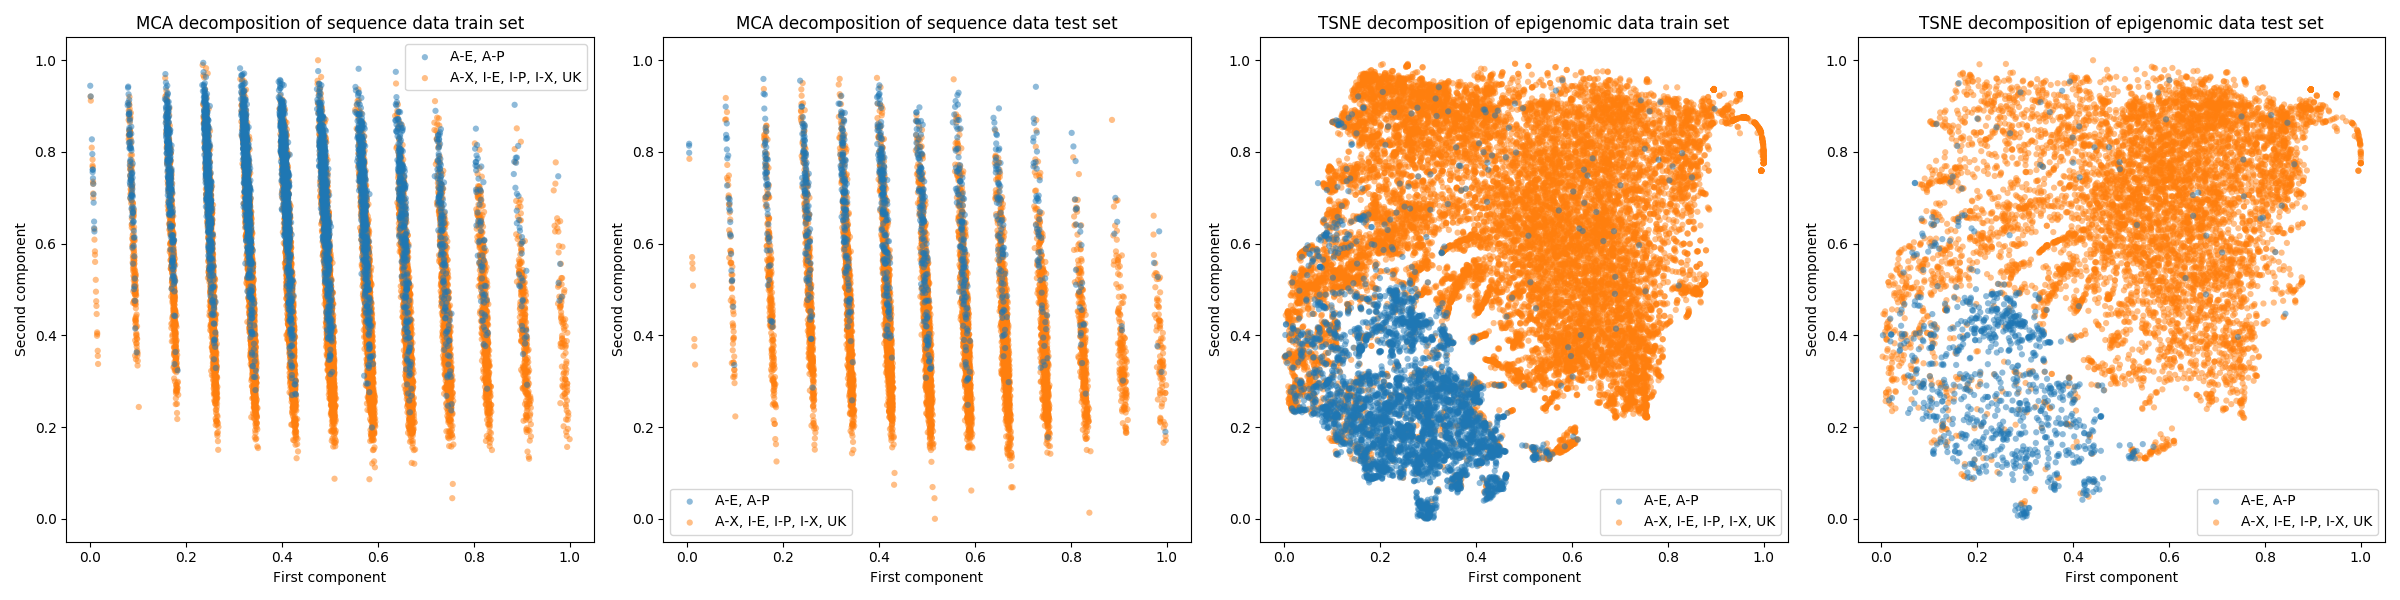 MCA decomposition of sequence data train set
1.0
0.8
0.6
0.4
0.2
0.0
Second component
0.0 0.2 0.4 0.6 0.8 1.0
First component
A-E, A-P
A-X, I-E, I-P, I-X, UK
MCA decomposition of sequence data test set
1.0
0.8
0.6
0.4
0.2
0.0
Second component
0.0 0.2 0.4 0.6 0.8 1.0
First component
A-E, A-P
A-X, I-E, I-P, I-X, UK
TSNE decomposition of epigenomic data train set
1.0
0.8
0.6
0.4
0.2
0.0
Second component
0.0 0.2 0.4 0.6 0.8 1.0
First component
A-E, A-P
A-X, I-E, I-P, I-X, UK
TSNE decomposition of epigenomic data test set
1.0
0.8
0.6
0.4
0.2
0.0
Second component
0.0 0.2 0.4 0.6 0.8 1.0
First component
A-E, A-P
A-X, I-E, I-P, I-X, UK